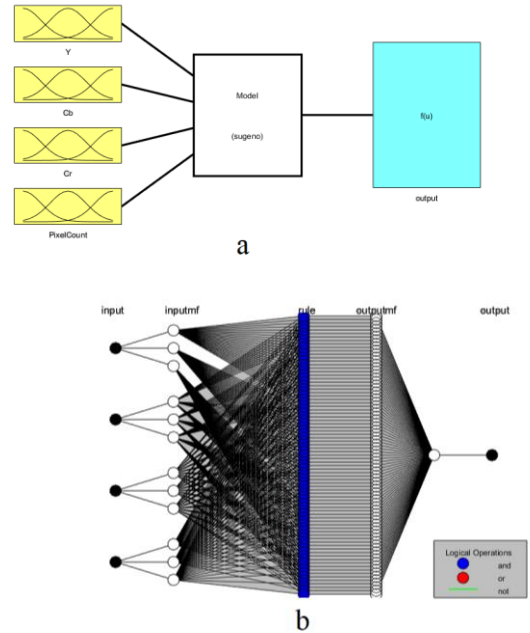 Y
Cb
Cr
PixelCount
Model
(sugeno)
f(u)
output
a
input inputmf rule outputmf output
Logical Operations
and
or
not
b